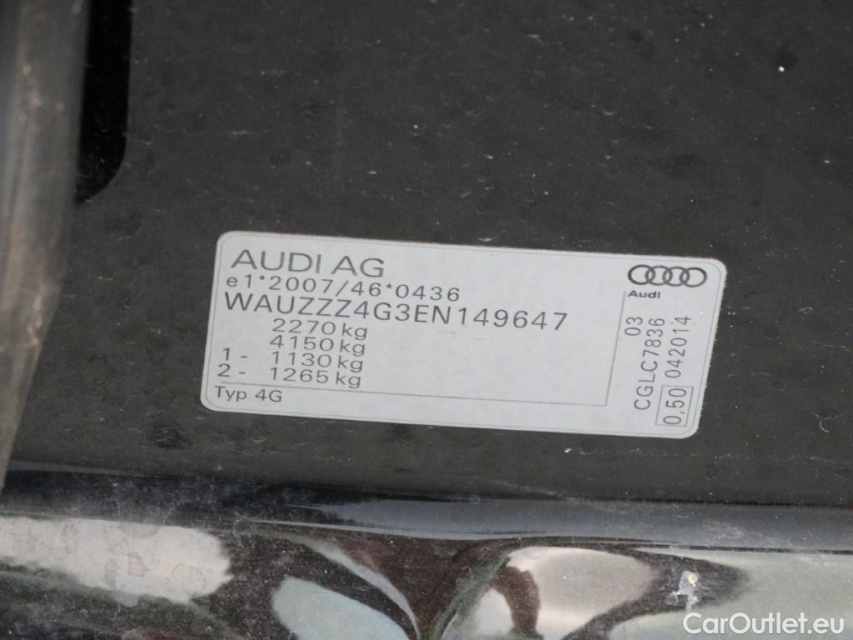 AUDI AG
e1*2007/46*0436
WAUZZZ4G3EN149647
2270 kg
4150 kg
1 - 1130 kg
2 - 1265 kg
Typ 4G
Audi
03
CGLC7836
0,50 042014
CarOutlet.eu